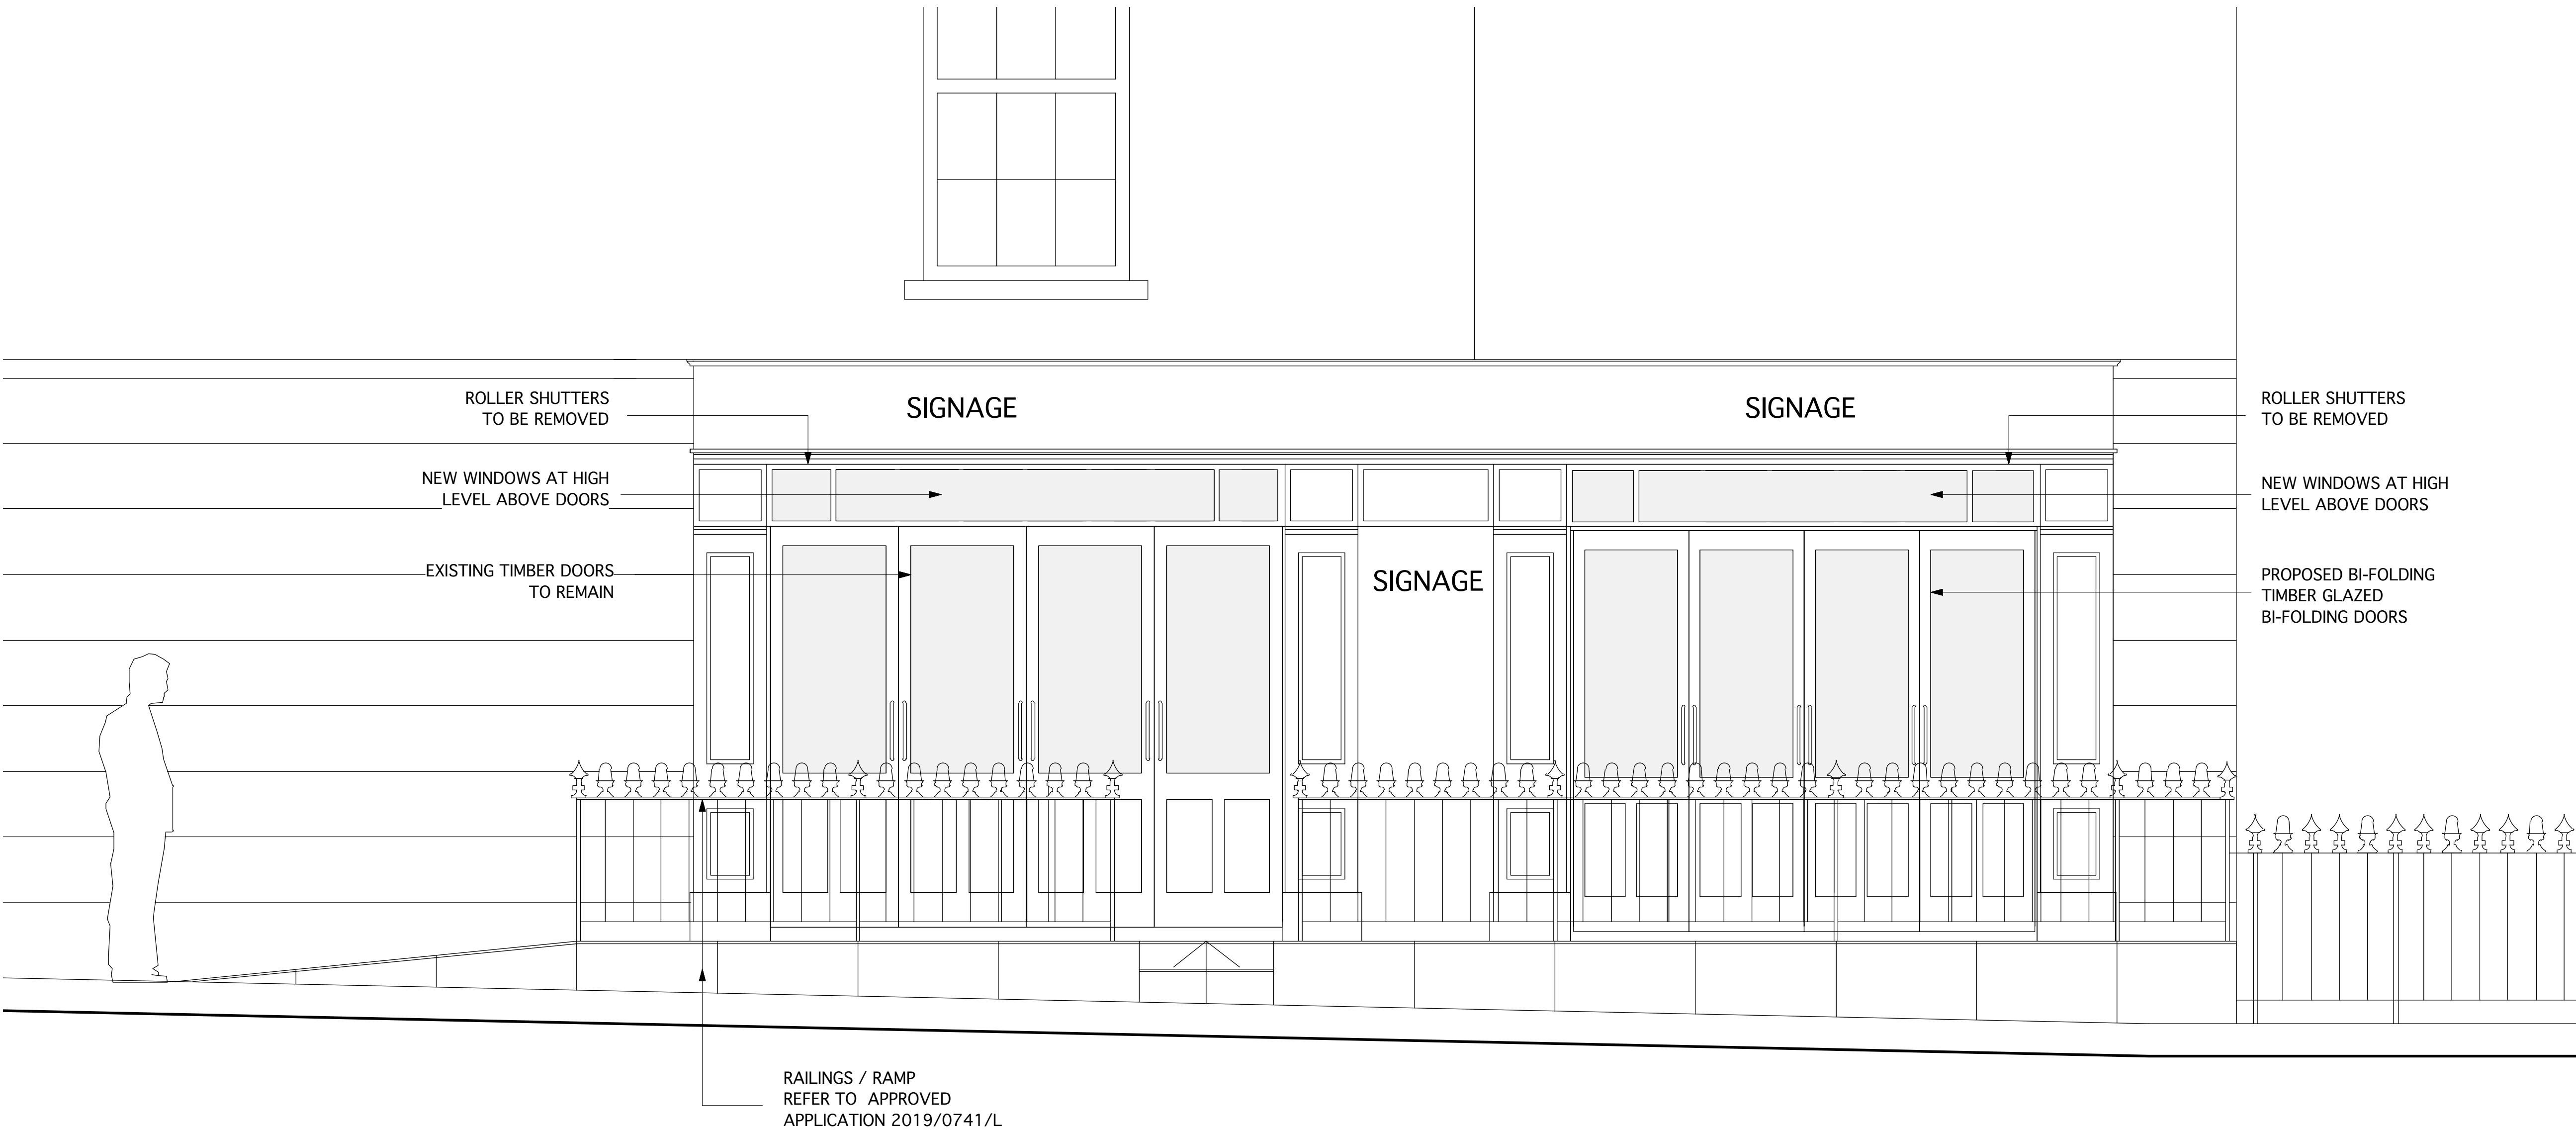 ROLLER SHUTTERS
TO BE REMOVED
SIGNAGE
SIGNAGE
ROLLER SHUTTERS
TO BE REMOVED
NEW WINDOWS AT HIGH
LEVEL ABOVE DOORS
NEW WINDOWS AT HIGH
LEVEL ABOVE DOORS
EXISTING TIMBER DOORS
TO REMAIN
SIGNAGE
PROPOSED BI-FOLDING
TIMBER GLAZED
BI-FOLDING DOORS
RAILINGS / RAMP
REFER TO APPROVED
APPLICATION 2019/0741/L